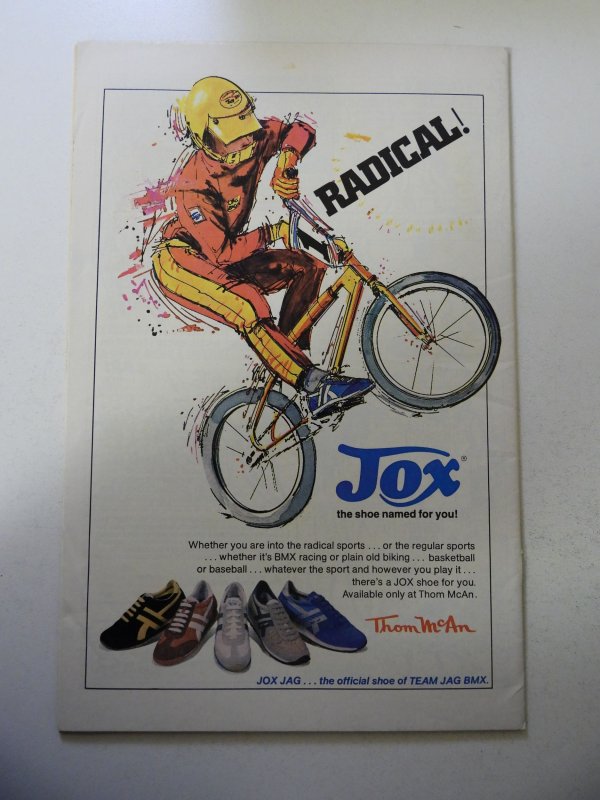 RADICAL!
1
Jox®
the shoe named for you!
Whether you are into the radical sports . . . or the regular sports
. . . whether it's BMX racing or plain old biking . . . basketball
or baseball . . . whatever the sport and however you play it . . .
there's a JOX shoe for you.
Available only at Thom McAn.
Thom McAn
JOX JAG . . . the official shoe of TEAM JAG BMX.